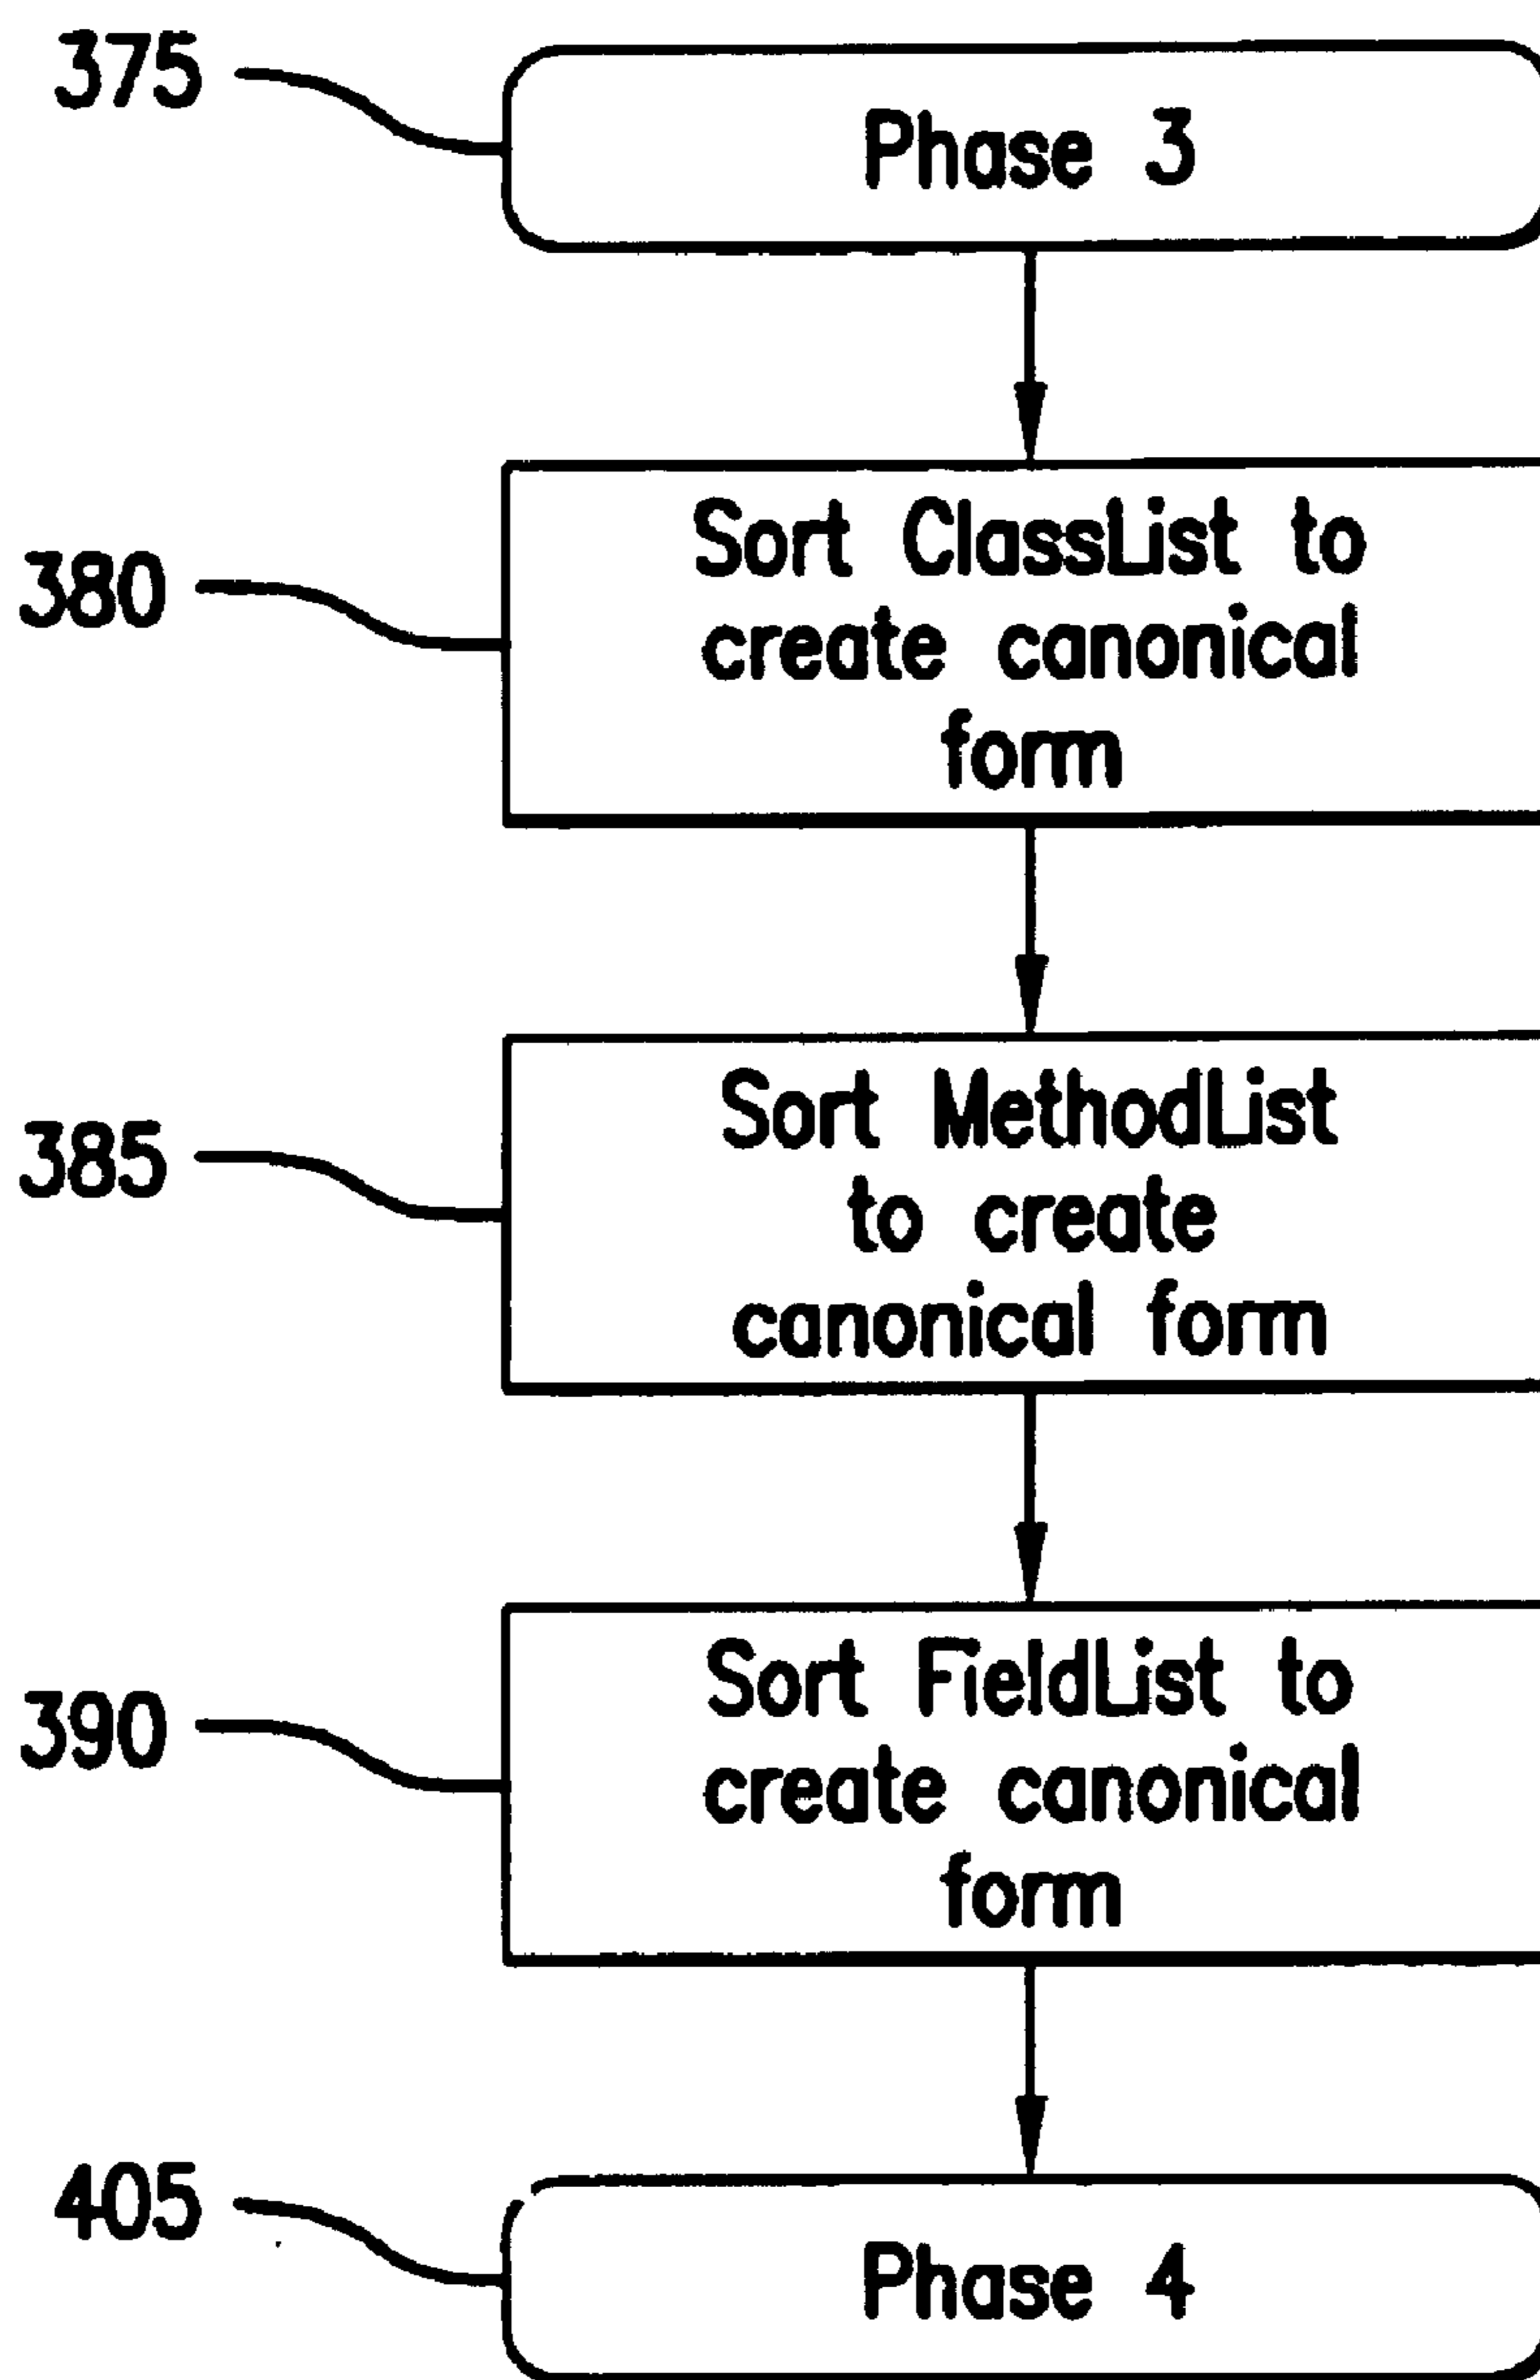 375
Phase 3
380
Sort ClassList to
create canonical
form
385
Sort MethodList
to create
canonical form
390
Sort FieldList to
create canonical
form
405
Phase 4